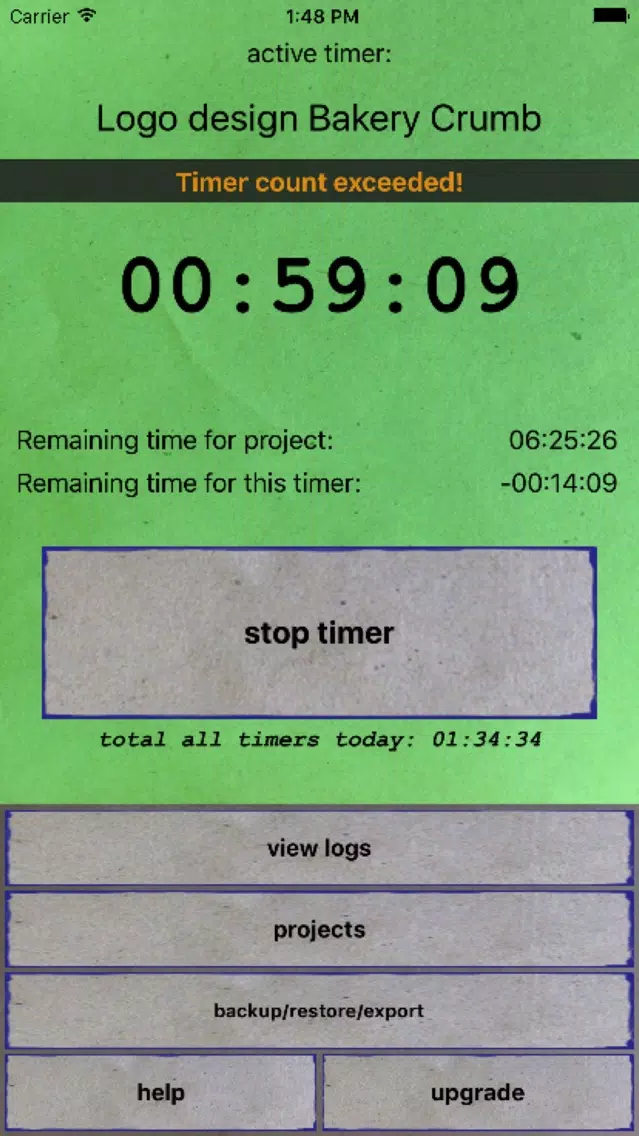 Carrier 1:48 PM
active timer:
Logo design Bakery Crumb
Timer count exceeded!
00:59:09
Remaining time for project: 06:25:26
Remaining time for this timer: -00:14:09
stop timer
total all timers today: 01:34:34
view logs
projects
backup/restore/export
help upgrade